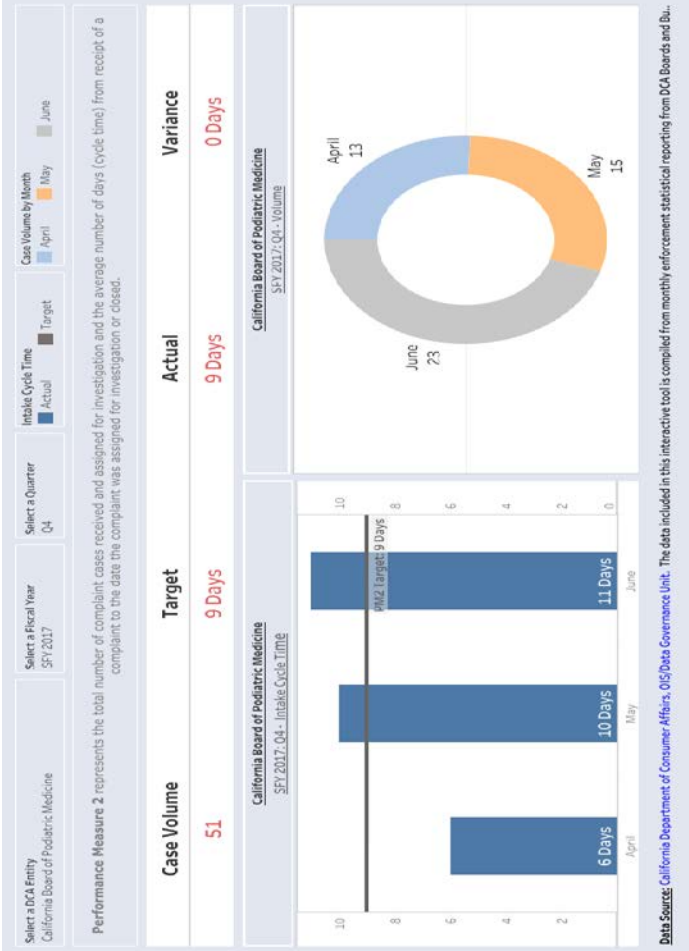 Select a DCA Entity
California Board of Podiatric Medicine
Select a Fiscal Year
SFY 2017
Select a Quarter
Q4
Intake Cycle Time
Actual
Target
Case Volume by Month
April
May
June
Performance Measure 2 represents the total number of complaint cases received and assigned for investigation and the average number of days (cycle time) from receipt of a
complaint to the date the complaint was assigned for investigation or closed.
Case Volume
Target
Actual
Variance
51
9 Days
9 Days
0 Days
California Board of Podiatric Medicine
SFY 2017: Q4 - Intake Cycle Time
10
8
6
4
2
0
PM2 Target: 9 Days
6 Days
10 Days
11 Days
10
8
6
4
2
0
April
May
June
California Board of Podiatric Medicine
SFY 2017: Q4 - Volume
April
13
May
15
June
23
Data Source: California Department of Consumer Affairs, OIS/Data Governance Unit. The data included in this interactive tool is compiled from monthly enforcement statistical reporting from DCA Boards and Bu..